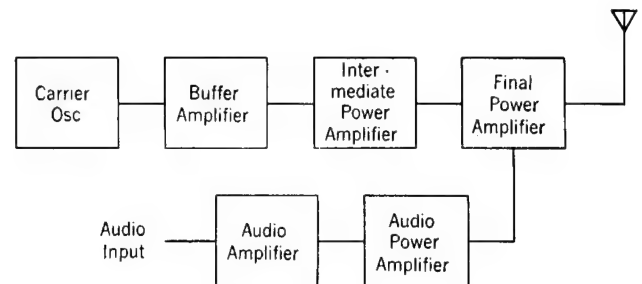 Carrier
Osc
Buffer
Amplifier
Inter-
mediate
Power
Amplifier
Final
Power
Amplifier
Audio
Input
Audio
Amplifier
Audio
Power
Amplifier